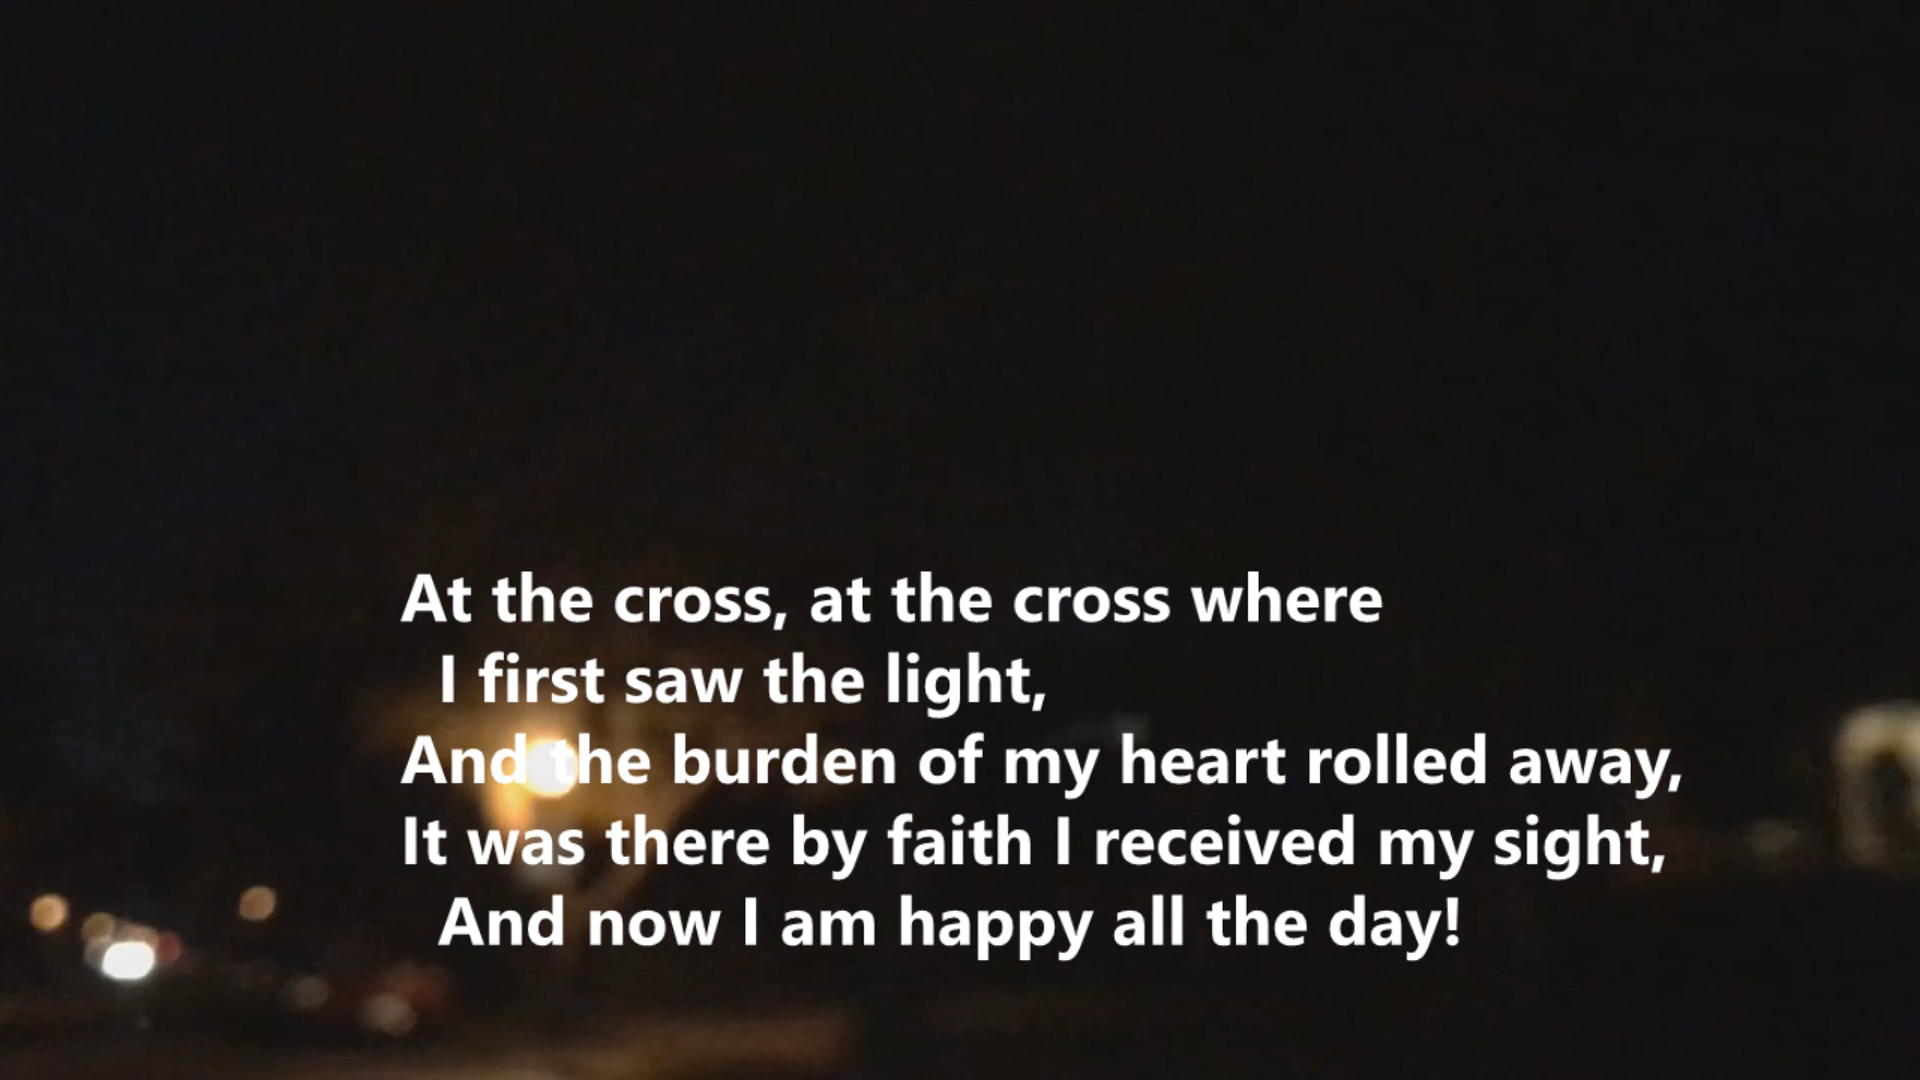 At the cross, at the cross where
I first saw the light,
And the burden of my heart rolled away,
It was there by faith I received my sight,
And now I am happy all the day!